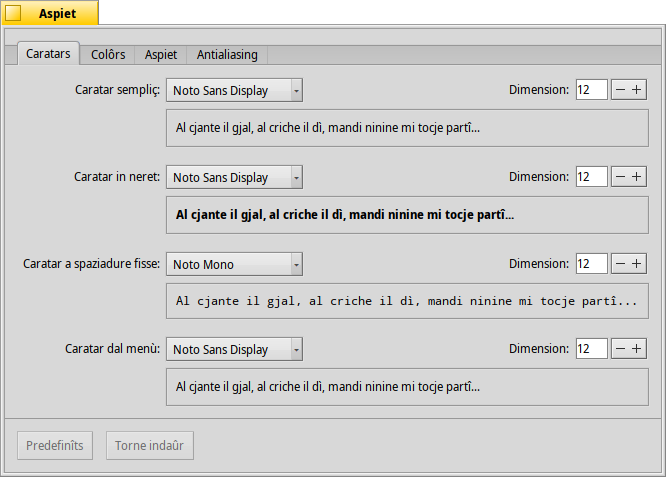 Aspiet
Caratars Colôrs Aspiet Antialiasing
Caratar sempliç: Noto Sans Display Dimension: 12
Al cjante il gjal, al criche il dì, mandi ninine mi tocje partî...
Caratar in neret: Noto Sans Display Dimension: 12
Al cjante il gjal, al criche il dì, mandi ninine mi tocje partî...
Caratar a spaziadure fisse: Noto Mono Dimension: 12
Al cjante il gjal, al criche il dì, mandi ninine mi tocje partî...
Caratar dal menù: Noto Sans Display Dimension: 12
Al cjante il gjal, al criche il dì, mandi ninine mi tocje partî...
Predefinîts Torne indaûr